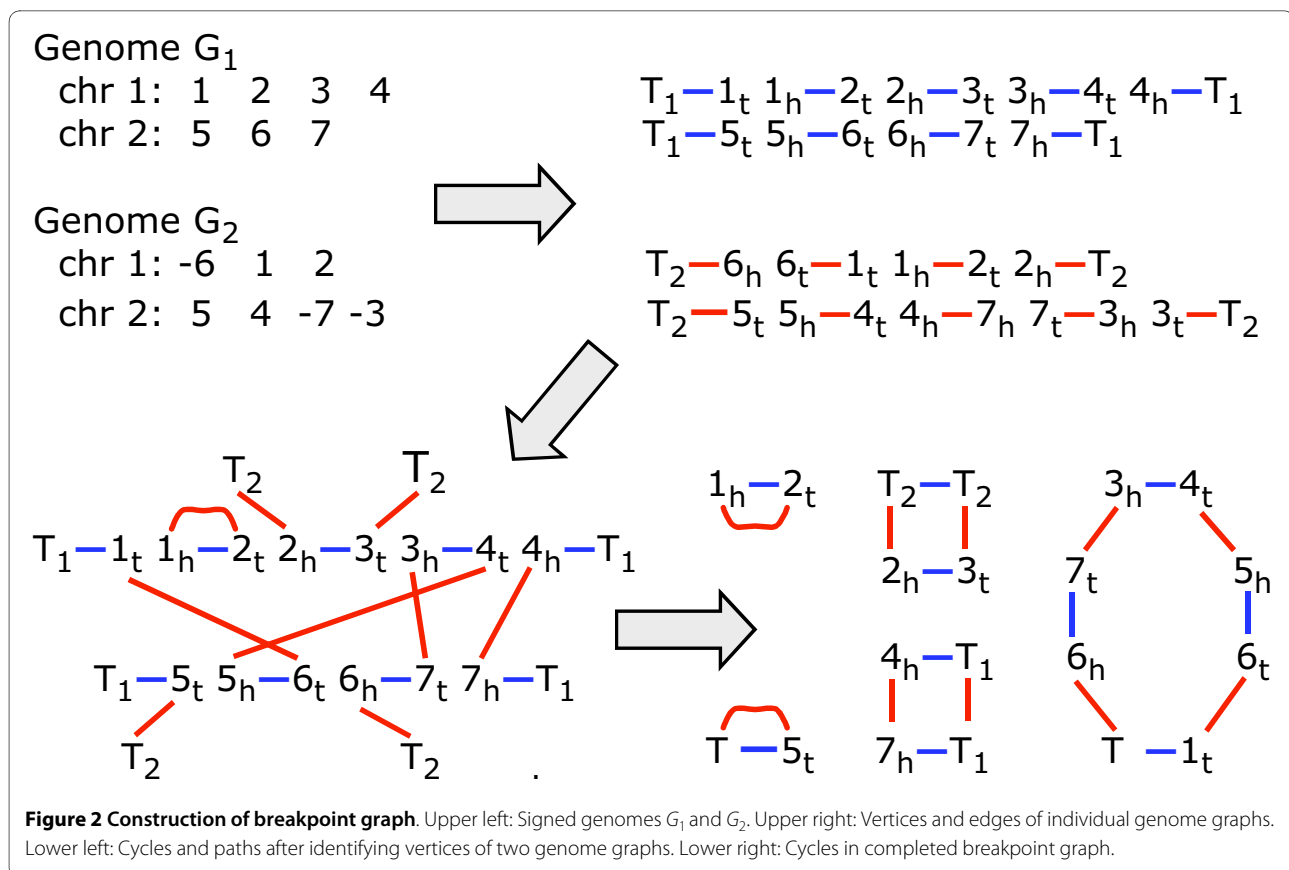 Genome G₁
chr 1: 1 2 3 4
chr 2: 5 6 7
T₁—1ₜ 1ₕ—2ₜ 2ₕ—3ₜ 3ₕ—4ₜ 4ₕ—T₁
T₁—5ₜ 5ₕ—6ₜ 6ₕ—7ₜ 7ₕ—T₁
Genome G₂
chr 1: -6 1 2
chr 2: 5 4 -7 -3
T₂—6ₕ 6ₜ—1ₜ 1ₕ—2ₜ 2ₕ—T₂
T₂—5ₜ 5ₕ—4ₜ 4ₕ—7ₕ 7ₜ—3ₕ 3ₜ—T₂
T₂ T₂
T₁—1ₜ 1ₕ—2ₜ 2ₕ—3ₜ 3ₕ—4ₜ 4ₕ—T₁
T₁—5ₜ 5ₕ—6ₜ 6ₕ—7ₜ 7ₕ—T₁
T₂ T₂ .
1ₕ—2ₜ
T—5ₜ
T₂—T₂
2ₕ—3ₜ
4ₕ—T₁
7ₕ—T₁
3ₕ—4ₜ
7ₜ 5ₕ
6ₕ 6ₜ
T—1ₜ
Figure 2 Construction of breakpoint graph. Upper left: Signed genomes G₁ and G₂. Upper right: Vertices and edges of individual genome graphs.
Lower left: Cycles and paths after identifying vertices of two genome graphs. Lower right: Cycles in completed breakpoint graph.